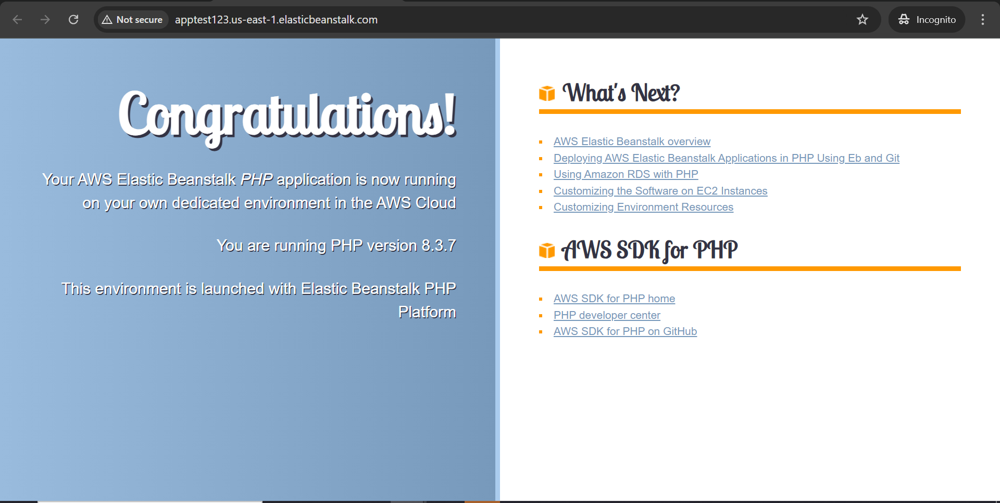 Not secure
apptest123.us-east-1.elasticbeanstalk.com
Incognito
Congratulations!
Your AWS Elastic Beanstalk PHP application is now running
on your own dedicated environment in the AWS Cloud
You are running PHP version 8.3.7
This environment is launched with Elastic Beanstalk PHP
Platform
What's Next?
AWS Elastic Beanstalk overview
Deploying AWS Elastic Beanstalk Applications in PHP Using Eb and Git
Using Amazon RDS with PHP
Customizing the Software on EC2 Instances
Customizing Environment Resources
AWS SDK for PHP
AWS SDK for PHP home
PHP developer center
AWS SDK for PHP on GitHub